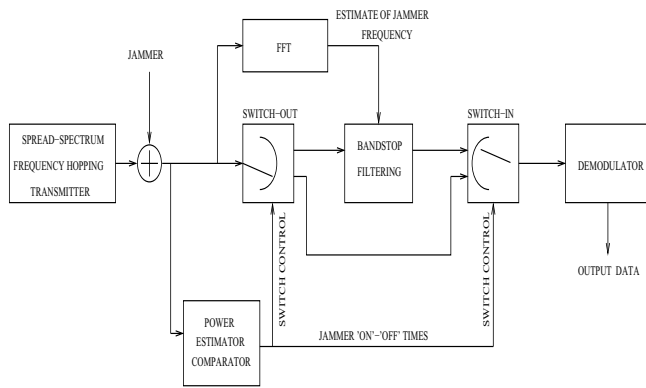 ESTIMATE OF JAMMER
FREQUENCY
FFT
JAMMER
SWITCH-OUT
SWITCH-IN
SPREAD-SPECTRUM
FREQUENCY HOPPING
TRANSMITTER
BANDSTOP
FILTERING
DEMODULATOR
SWITCH CONTROL
SWITCH CONTROL
OUTPUT DATA
POWER
ESTIMATOR
COMPARATOR
JAMMER 'ON'-'OFF' TIMES